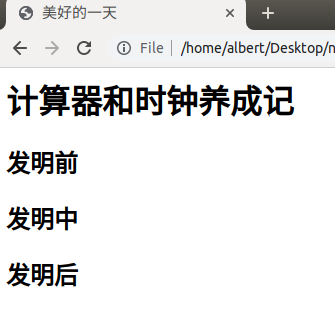 美好的一天
File | /home/albert/Desktop/n
计算器和时钟养成记
发明前
发明中
发明后